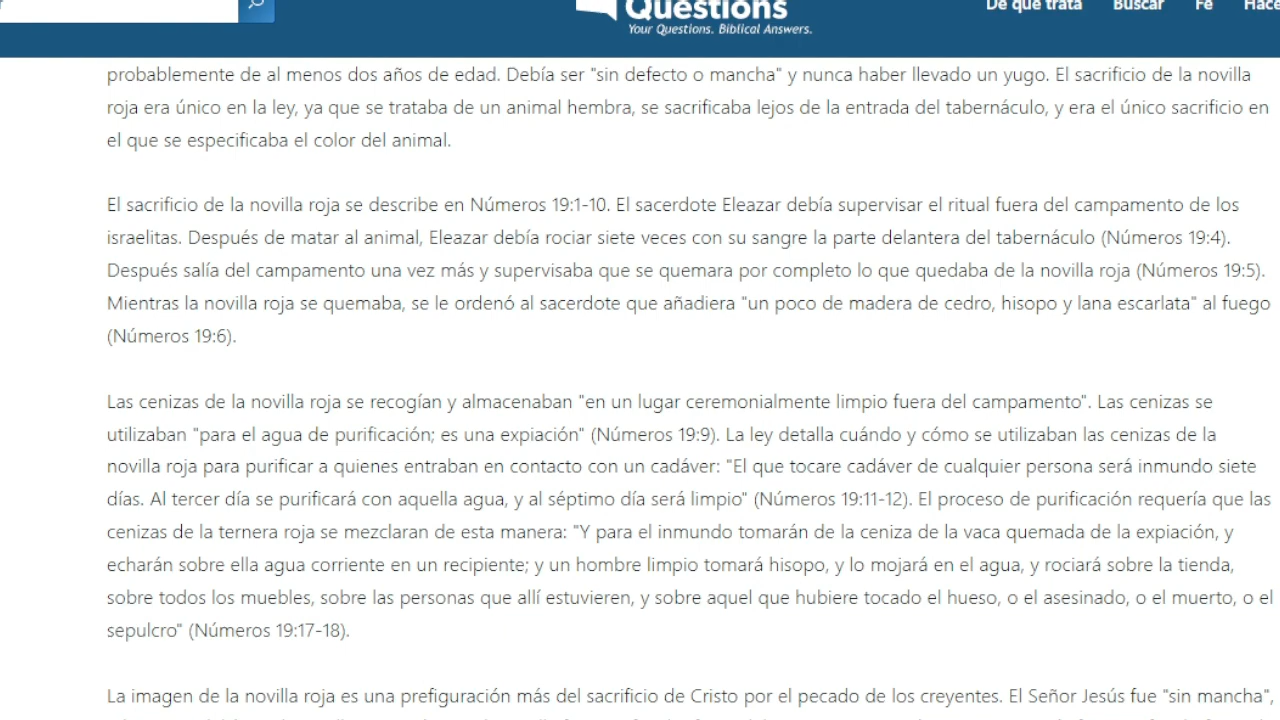 Questions
De qué trata Buscar Fe
Your Questions. Biblical Answers.
probablemente de al menos dos años de edad. Debía ser "sin defecto o mancha" y nunca haber llevado un yugo. El sacrificio de la novilla
roja era único en la ley, ya que se trataba de un animal hembra, se sacrificaba lejos de la entrada del tabernáculo, y era el único sacrificio en
el que se especificaba el color del animal.
El sacrificio de la novilla roja se describe en Números 19:1-10. El sacerdote Eleazar debía supervisar el ritual fuera del campamento de los
israelitas. Después de matar al animal, Eleazar debía rociar siete veces con su sangre la parte delantera del tabernáculo (Números 19:4).
Después salía del campamento una vez más y supervisaba que se quemara por completo lo que quedaba de la novilla roja (Números 19:5).
Mientras la novilla roja se quemaba, se le ordenó al sacerdote que añadiera "un poco de madera de cedro, hisopo y lana escarlata" al fuego
(Números 19:6).
Las cenizas de la novilla roja se recogían y almacenaban "en un lugar ceremonialmente limpio fuera del campamento". Las cenizas se
utilizaban "para el agua de purificación; es una expiación" (Números 19:9). La ley detalla cuándo y cómo se utilizaban las cenizas de la
novilla roja para purificar a quienes entraban en contacto con un cadáver: "El que tocare cadáver de cualquier persona será inmundo siete
días. Al tercer día se purificará con aquella agua, y al séptimo día será limpio" (Números 19:11-12). El proceso de purificación requería que las
cenizas de la ternera roja se mezclaran de esta manera: "Y para el inmundo tomarán de la ceniza de la vaca quemada de la expiación, y
echarán sobre ella agua corriente en un recipiente; y un hombre limpio tomará hisopo, y lo mojará en el agua, y rociará sobre la tienda,
sobre todos los muebles, sobre las personas que allí estuvieren, y sobre aquel que hubiere tocado el hueso, o el asesinado, o el muerto, o el
sepulcro" (Números 19:17-18).
La imagen de la novilla roja es una prefiguración más del sacrificio de Cristo por el pecado de los creyentes. El Señor Jesús fue "sin mancha",